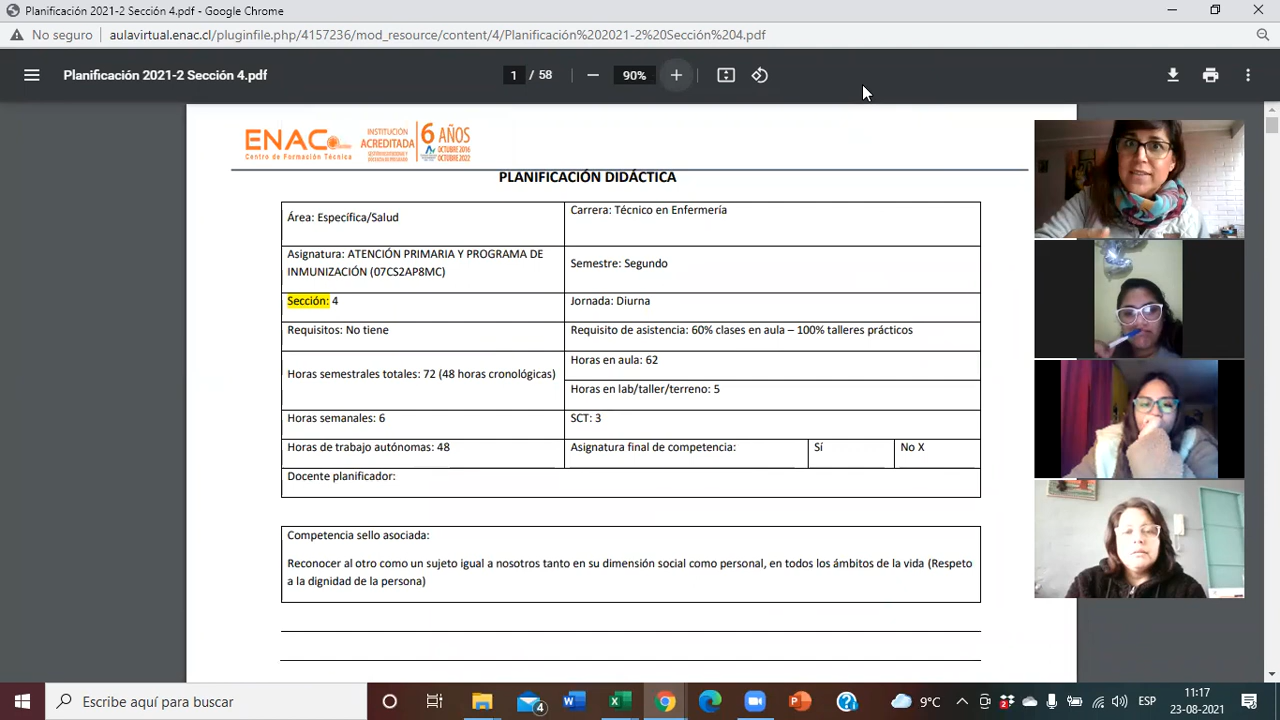 Planificación 2021-2 Sección 4.pdf - Google Chrome
No seguro aulavirtual.enac.cl/pluginfile.php/4157236/mod_resource/content/4/Planificación%202021-2%20Sección%204.pdf
Planificación 2021-2 Sección 4.pdf
1 / 58
90%
ENAC
Centro de Formación Técnica
INSTITUCIÓN
ACREDITADA
6 AÑOS
OCTUBRE 2016
OCTUBRE 2022
PLANIFICACIÓN DIDÁCTICA
Área: Específica/Salud
Carrera: Técnico en Enfermería
Asignatura: ATENCIÓN PRIMARIA Y PROGRAMA DE
INMUNIZACIÓN (07CS2AP8MC)
Semestre: Segundo
Sección: 4
Jornada: Diurna
Requisitos: No tiene
Requisito de asistencia: 60% clases en aula – 100% talleres prácticos
Horas semestrales totales: 72 (48 horas cronológicas)
Horas en aula: 62
Horas en lab/taller/terreno: 5
Horas semanales: 6
SCT: 3
Horas de trabajo autónomas: 48
Asignatura final de competencia:
Sí
No X
Docente planificador:
Competencia sello asociada:
Reconocer al otro como un sujeto igual a nosotros tanto en su dimensión social como personal, en todos los ámbitos de la vida (Respeto
a la dignidad de la persona)
Escribe aquí para buscar
4
9°C
2
ESP
11:17
23-08-2021